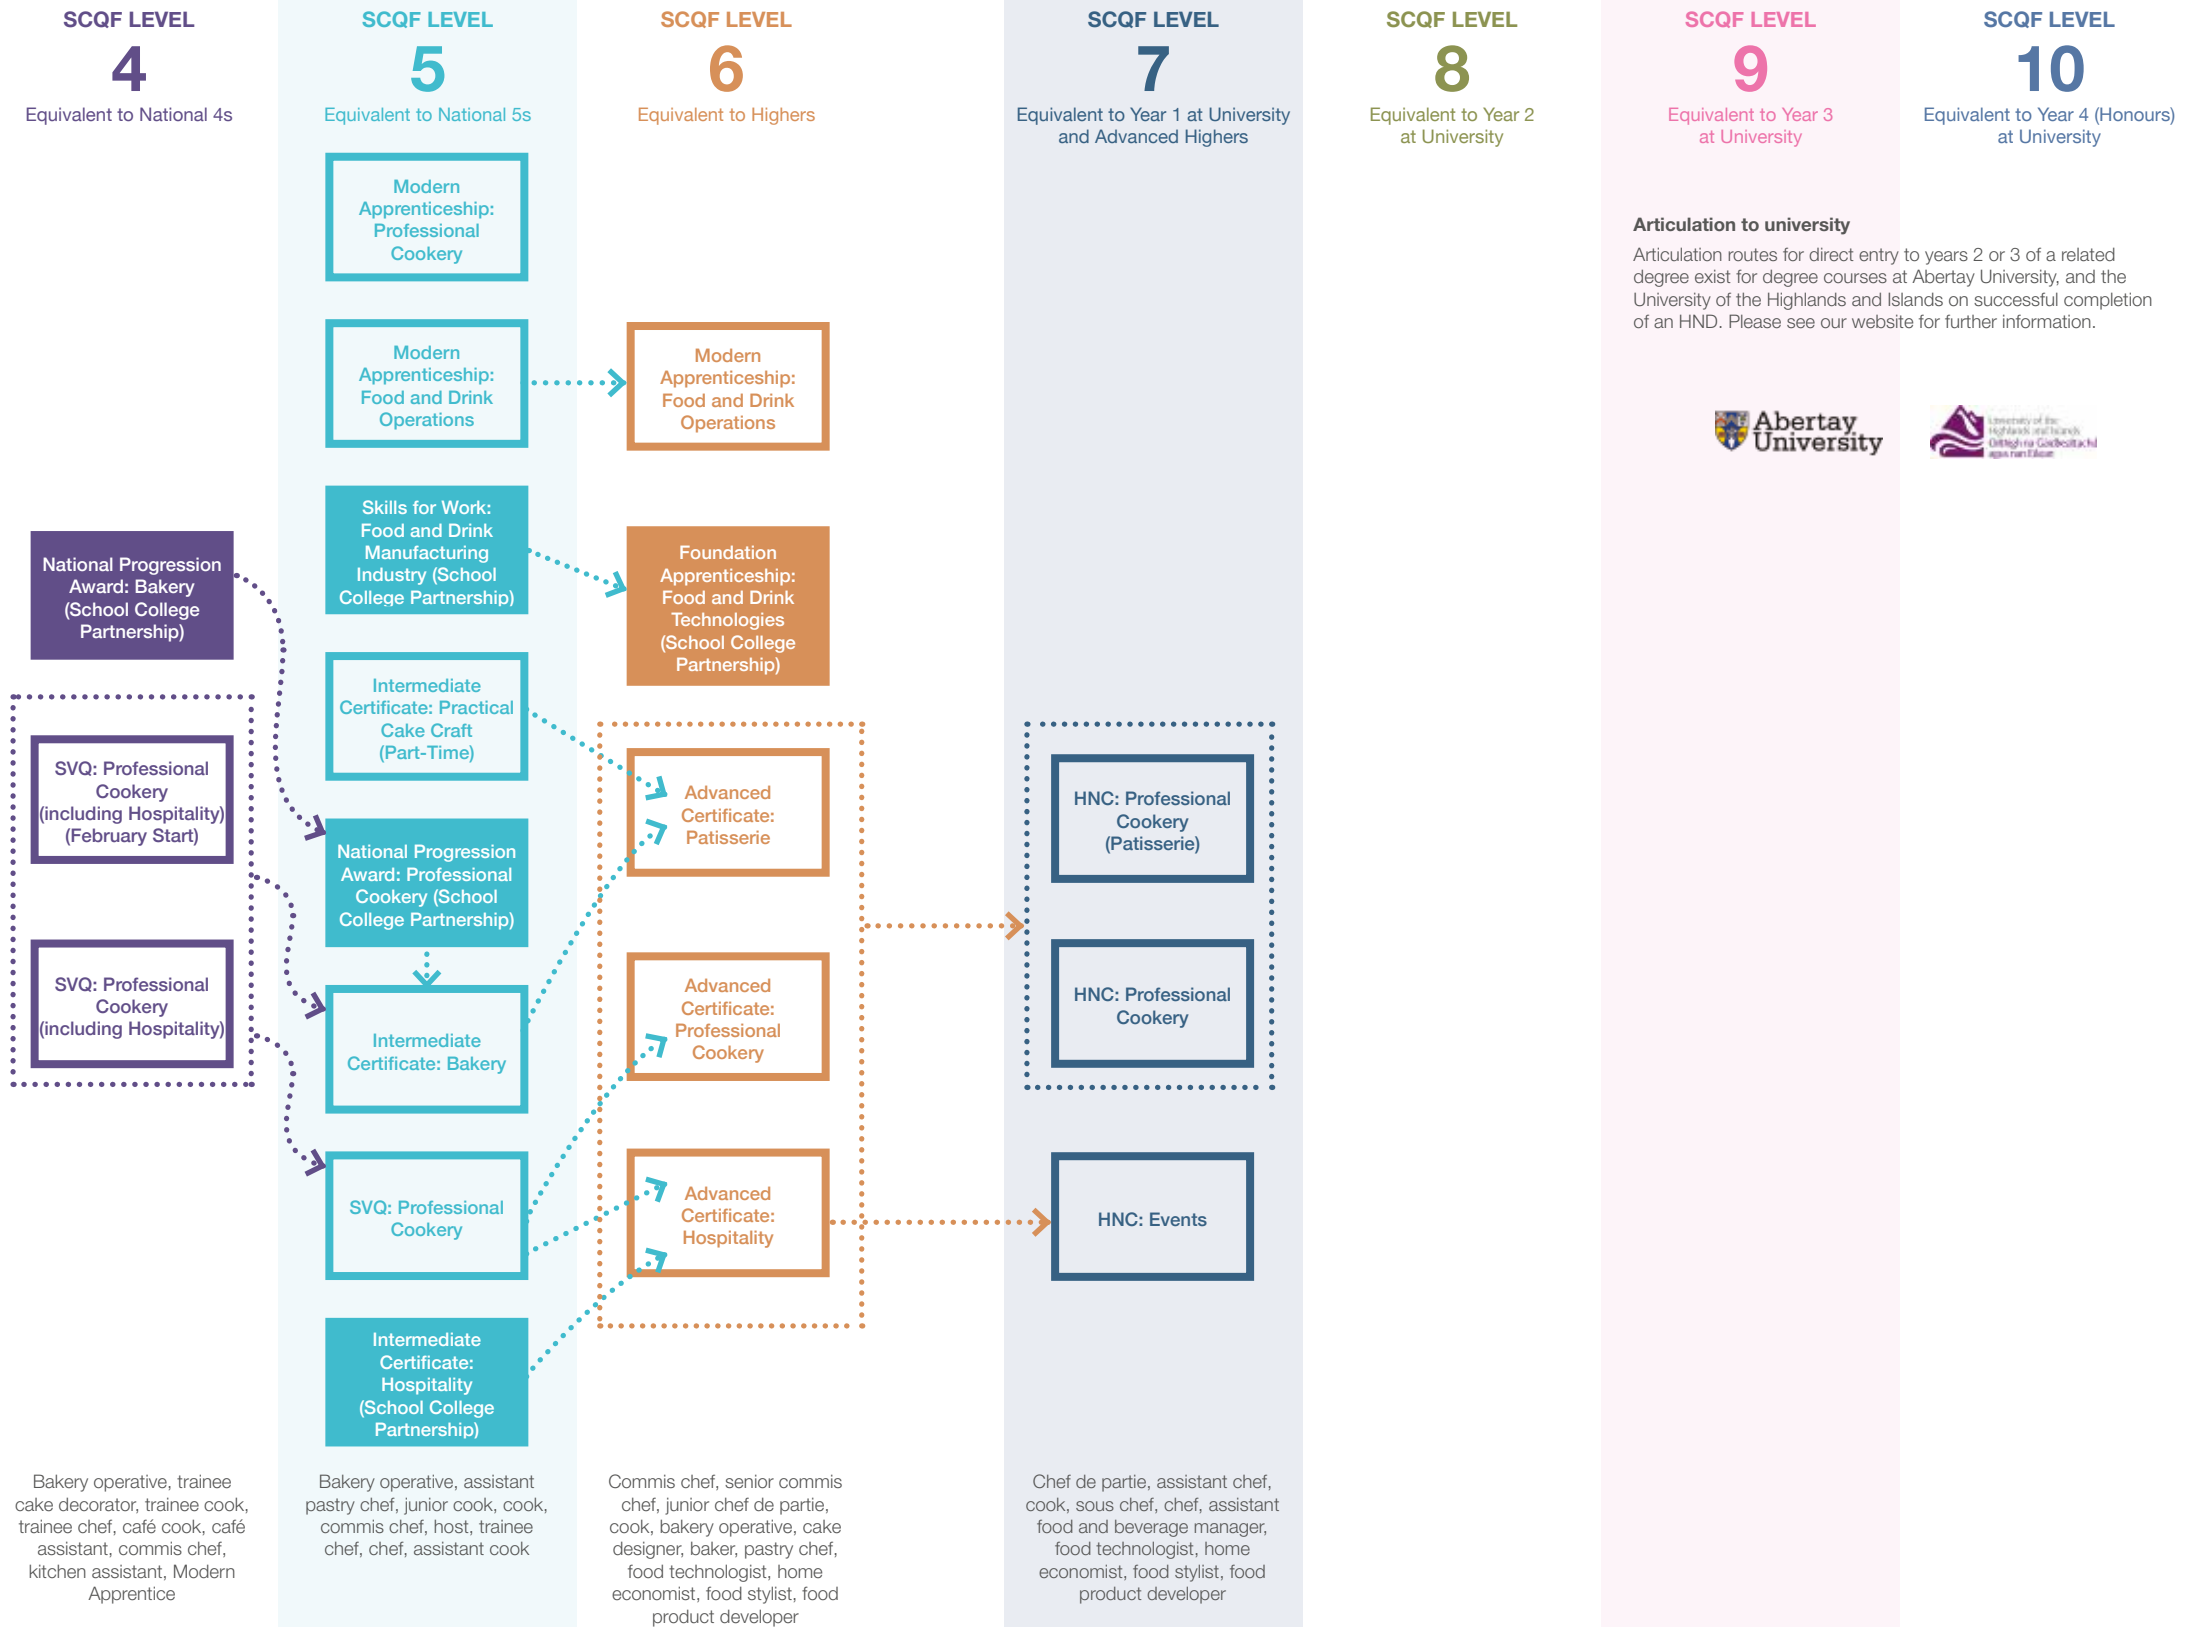 SCQF LEVEL
4
Equivalent to National 4s
SCQF LEVEL
5
Equivalent to National 5s
SCQF LEVEL
6
Equivalent to Highers
SCQF LEVEL
7
Equivalent to Year 1 at University
and Advanced Highers
SCQF LEVEL
8
Equivalent to Year 2
at University
SCQF LEVEL
9
Equivalent to Year 3
at University
SCQF LEVEL
10
Equivalent to Year 4 (Honours)
at University
National Progression
Award: Bakery
(School College
Partnership)
SVQ: Professional
Cookery
(including Hospitality)
(February Start)
SVQ: Professional
Cookery
(including Hospitality)
Bakery operative, trainee
cake decorator, trainee cook,
trainee chef, café cook, café
assistant, commis chef,
kitchen assistant, Modern
Apprentice
Modern
Apprenticeship:
Professional
Cookery
Modern
Apprenticeship:
Food and Drink
Operations
Skills for Work:
Food and Drink
Manufacturing
Industry (School
College Partnership)
Intermediate
Certificate: Practical
Cake Craft
(Part-Time)
National Progression
Award: Professional
Cookery (School
College Partnership)
Intermediate
Certificate: Bakery
SVQ: Professional
Cookery
Intermediate
Certificate:
Hospitality
(School College
Partnership)
Bakery operative, assistant
pastry chef, junior cook, cook,
commis chef, host, trainee
chef, chef, assistant cook
Modern
Apprenticeship:
Food and Drink
Operations
Foundation
Apprenticeship:
Food and Drink
Technologies
(School College
Partnership)
Advanced
Certificate:
Patisserie
Advanced
Certificate:
Professional
Cookery
Advanced
Certificate:
Hospitality
Commis chef, senior commis
chef, junior chef de partie,
cook, bakery operative, cake
designer, baker, pastry chef,
food technologist, home
economist, food stylist, food
product developer
HNC: Professional
Cookery
(Patisserie)
HNC: Professional
Cookery
HNC: Events
Chef de partie, assistant chef,
cook, sous chef, chef, assistant
food and beverage manager,
food technologist, home
economist, food stylist, food
product developer
Articulation to university
Articulation routes for direct entry to years 2 or 3 of a related
degree exist for degree courses at Abertay University, and the
University of the Highlands and Islands on successful completion
of an HND. Please see our website for further information.
Abertay
University
University of the
Highlands and Islands